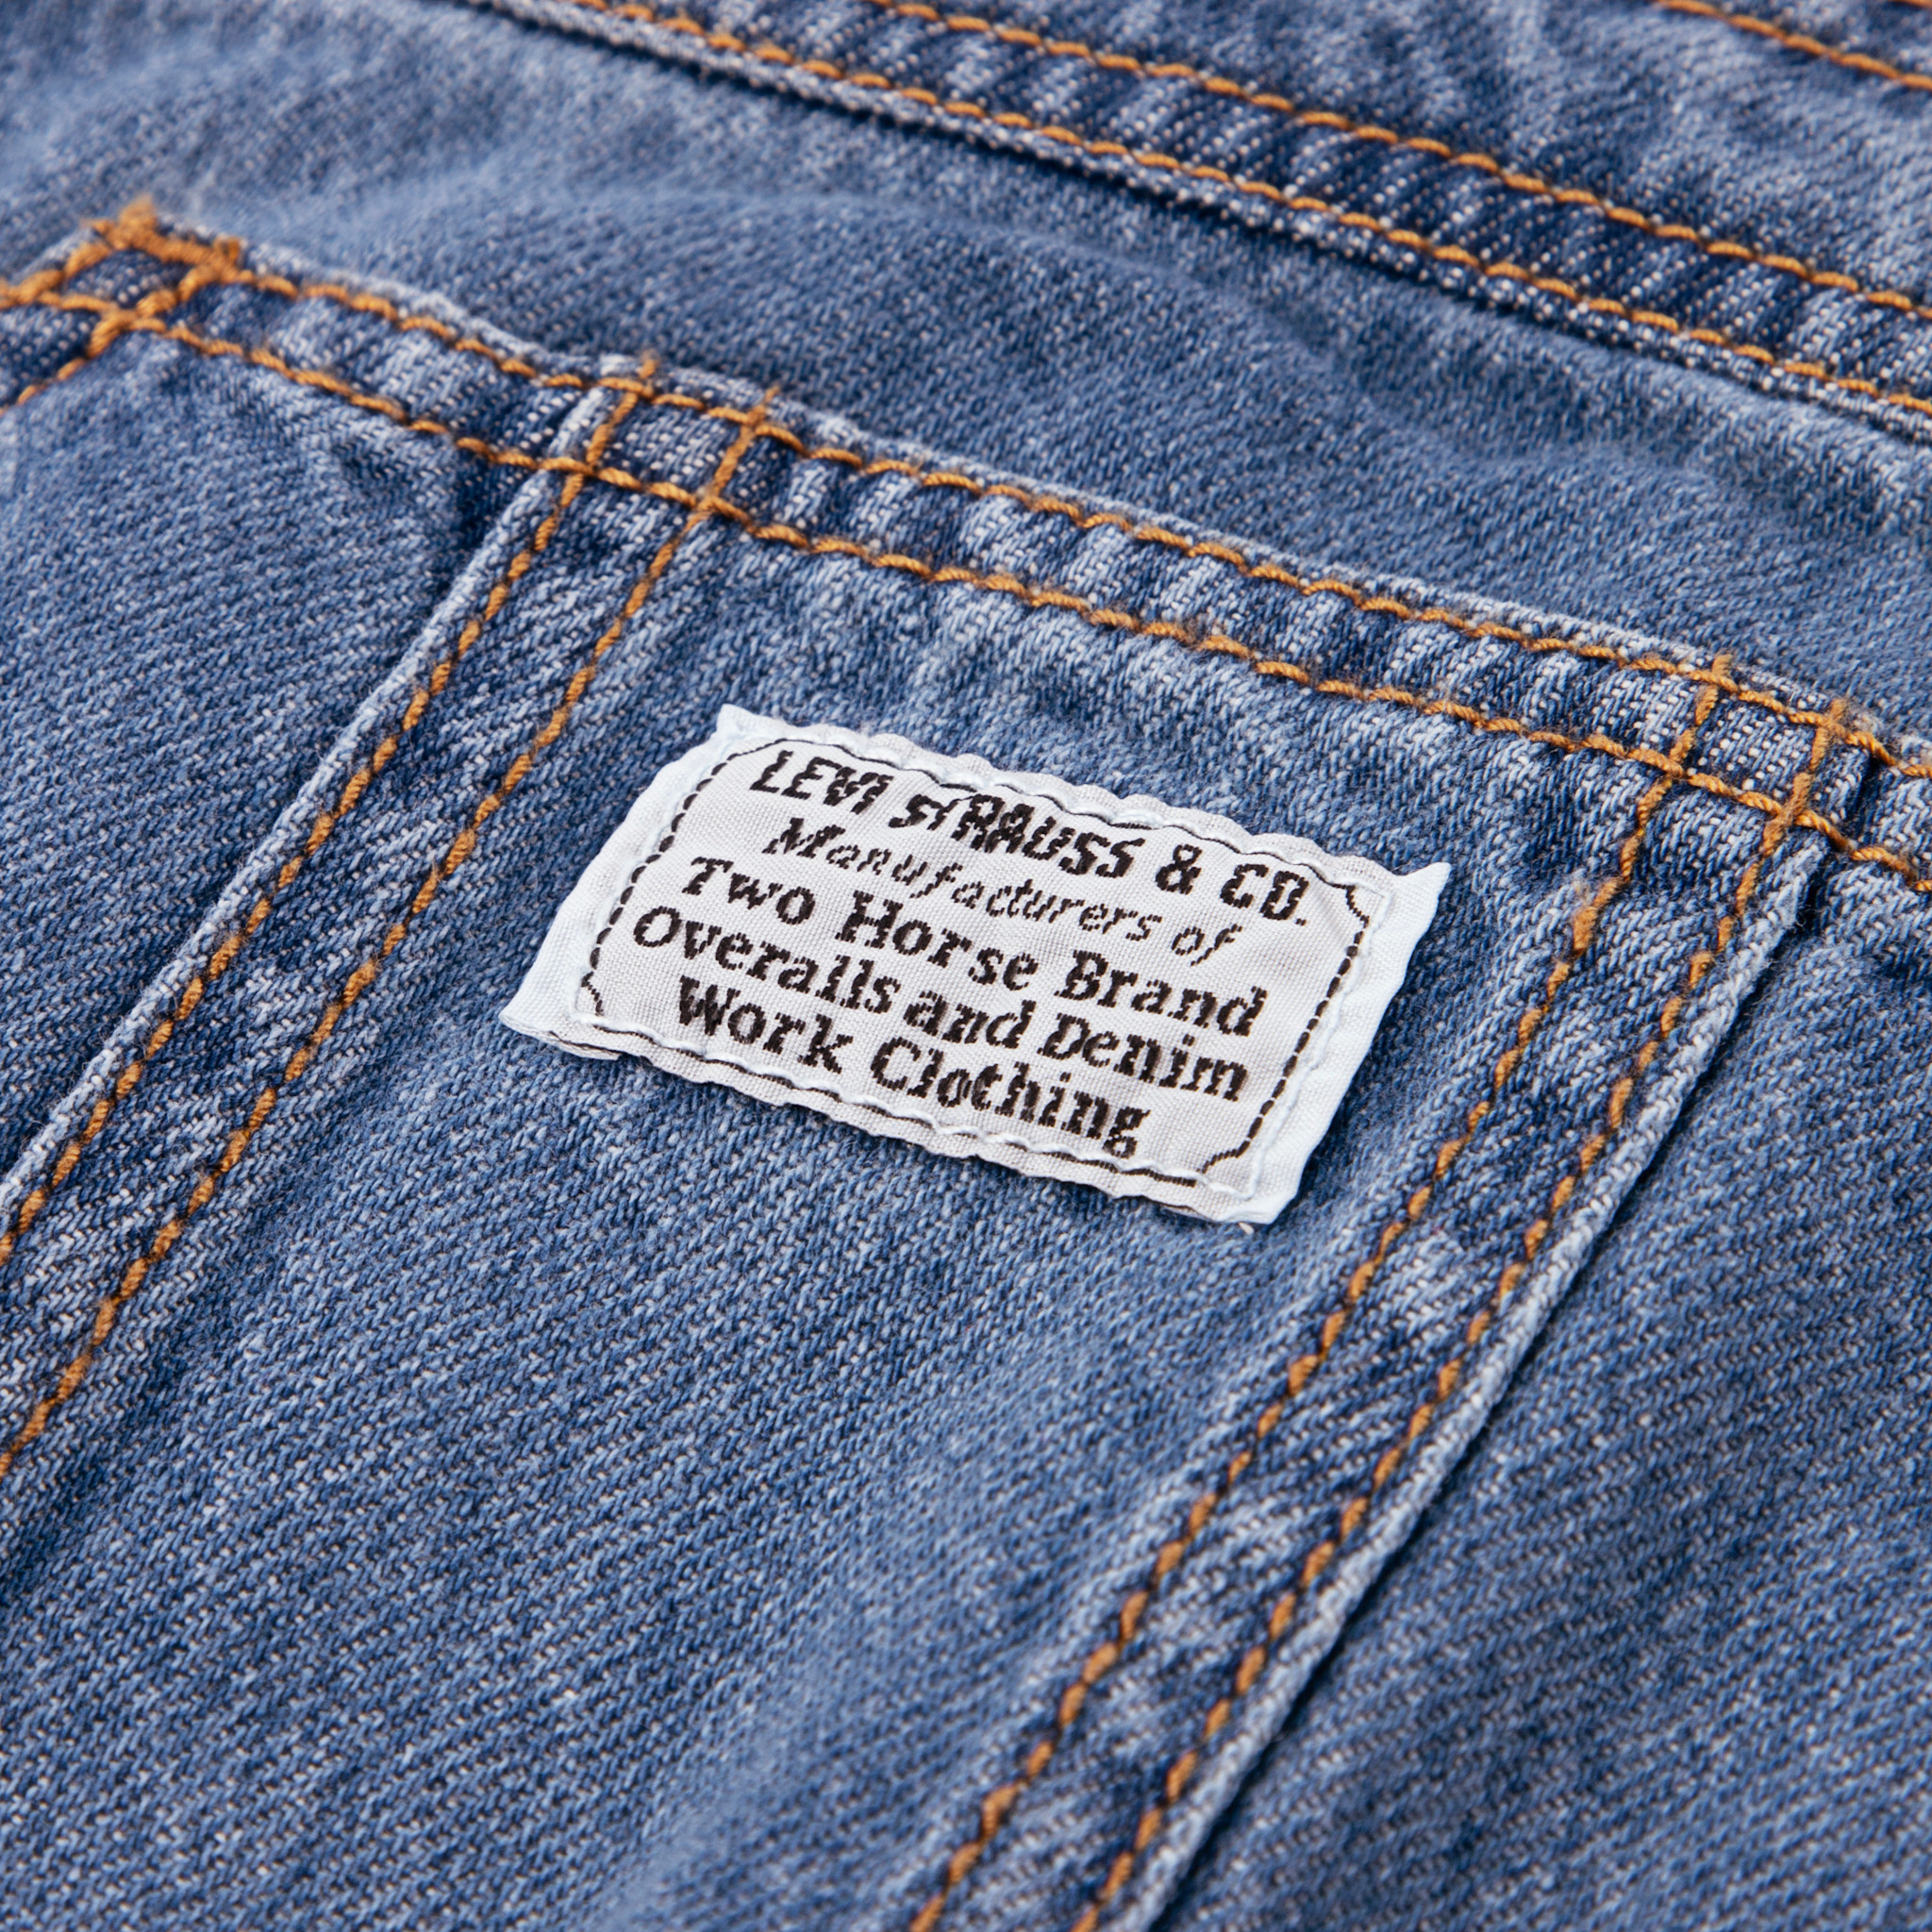 LEVI STRAUSS & CO.
Manufacturers of
Two Horse Brand
Overalls and Denim
Work Clothing